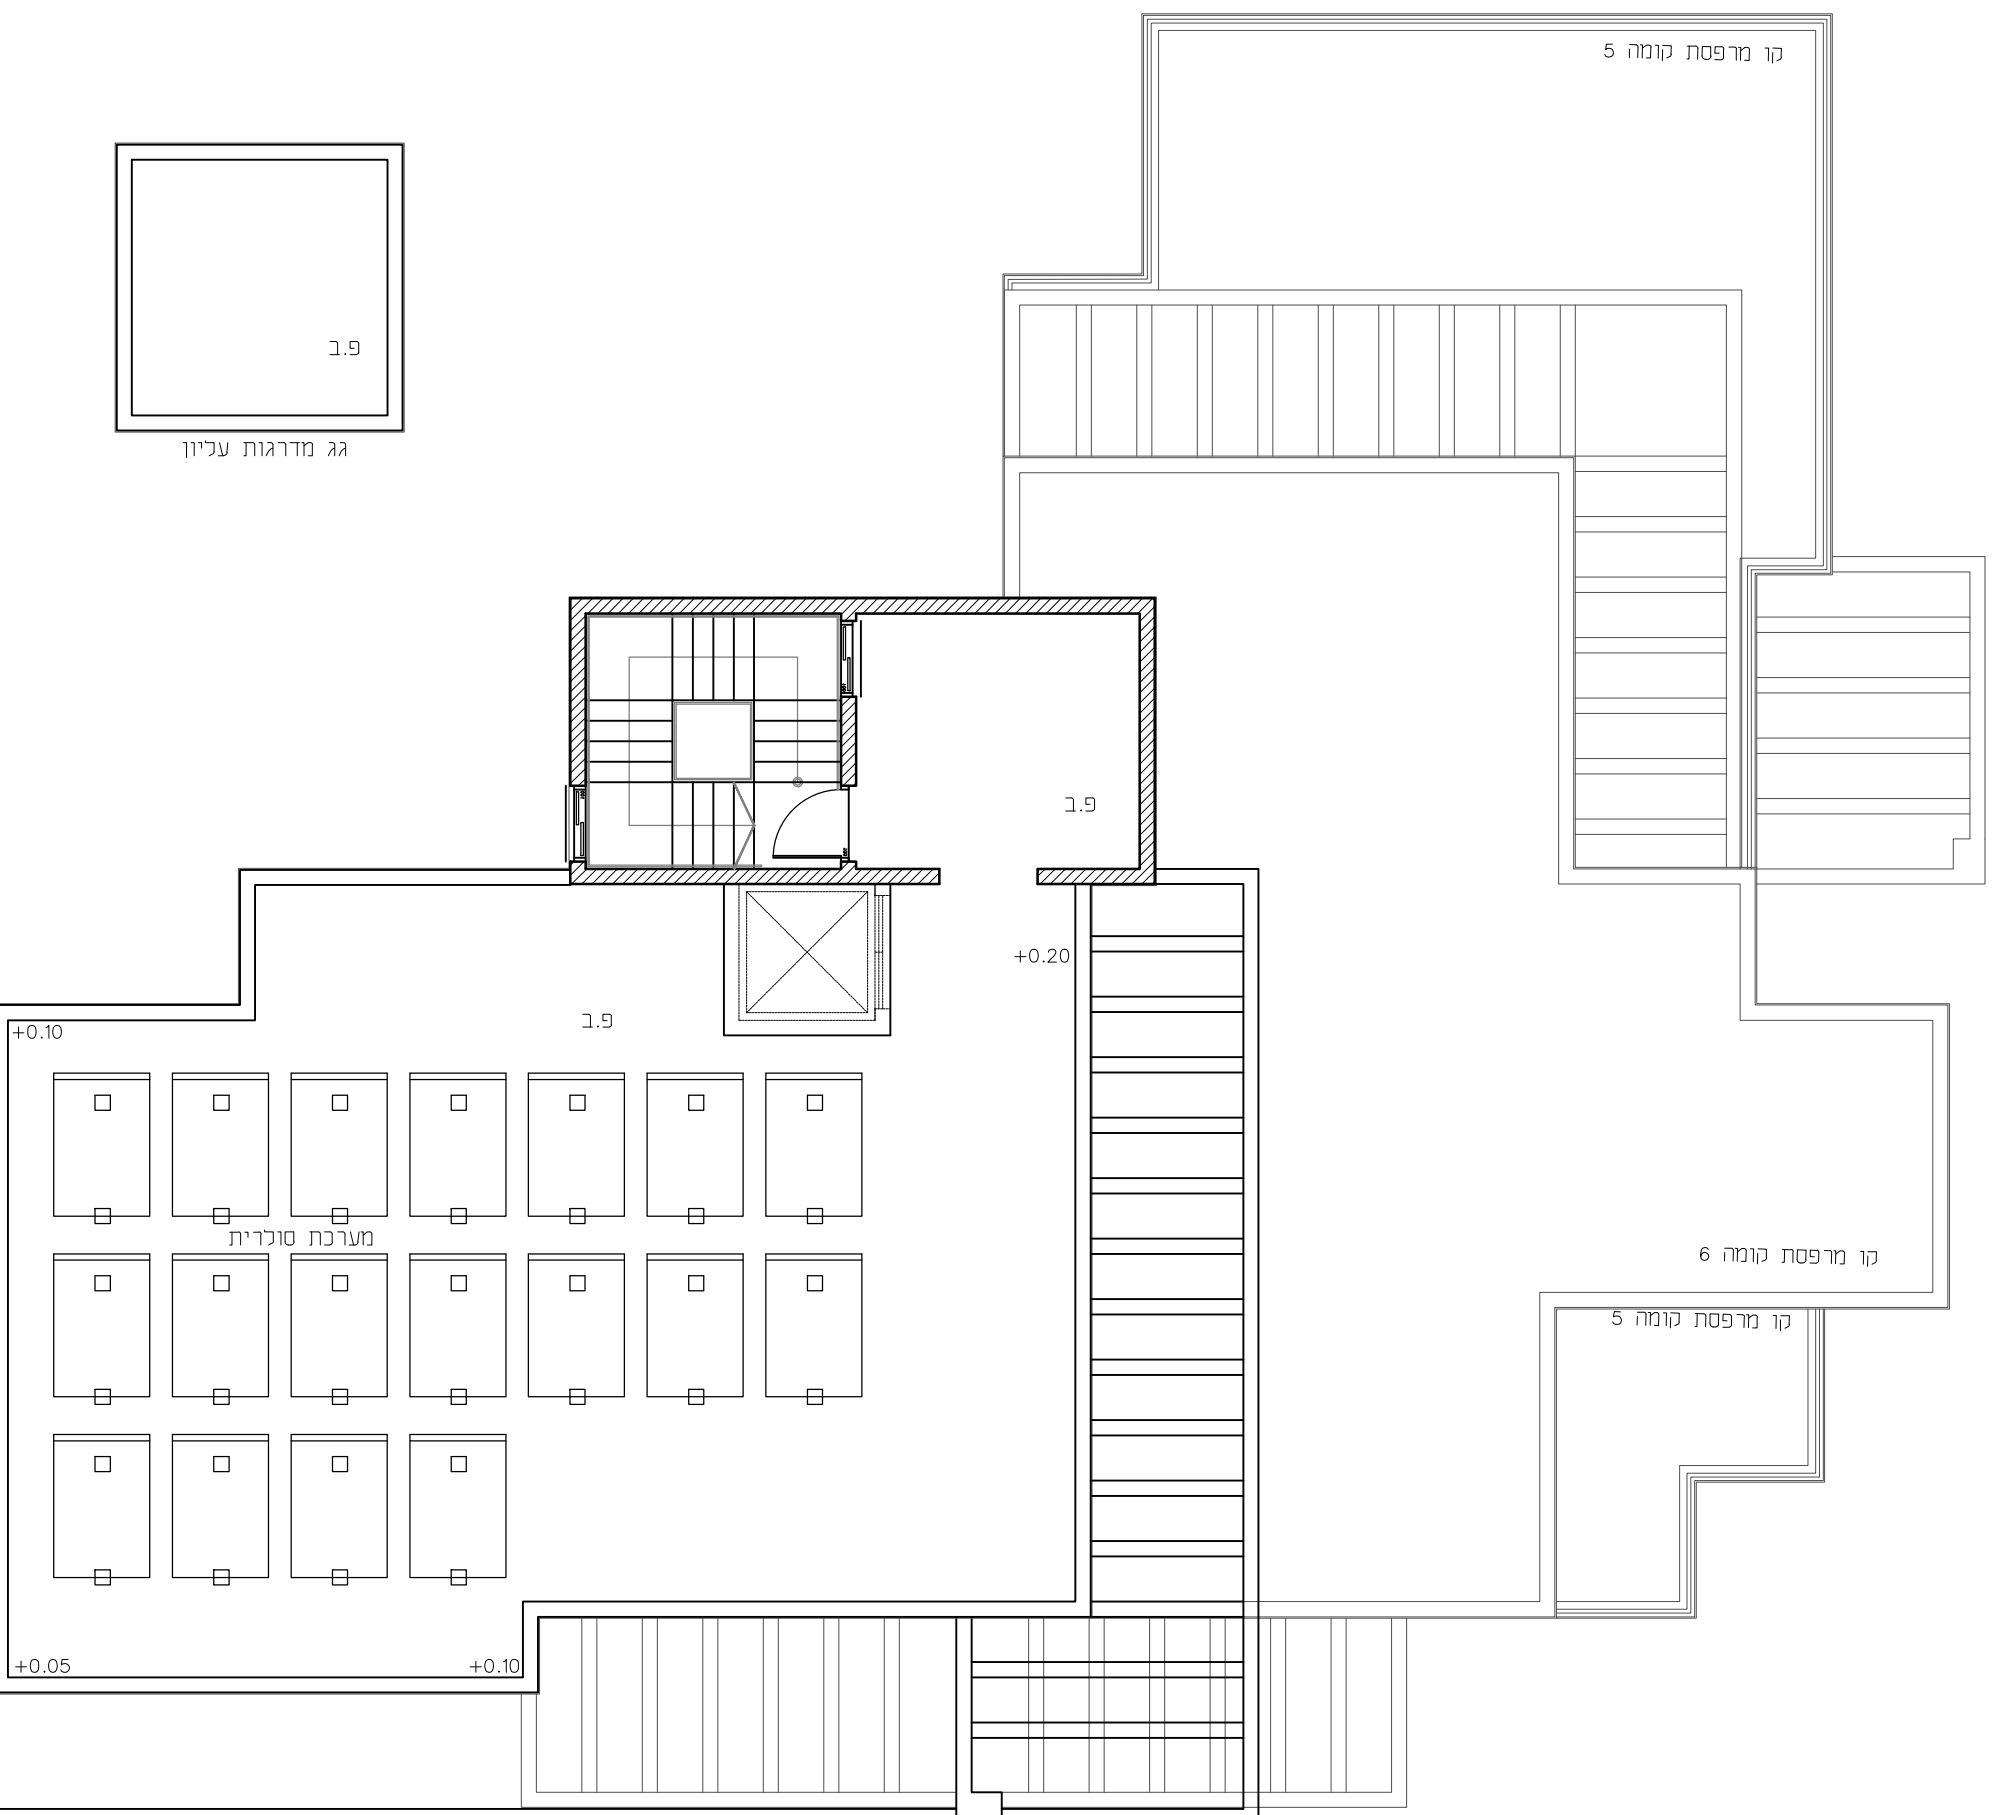 קו מרפסת קומה 5
פ.ב
גג מדרגות עליון
פ.ב
+0.20
פ.ב
+0.10
מערכת סולרית
קו מרפסת קומה 6
קו מרפסת קומה 5
+0.05
+0.10